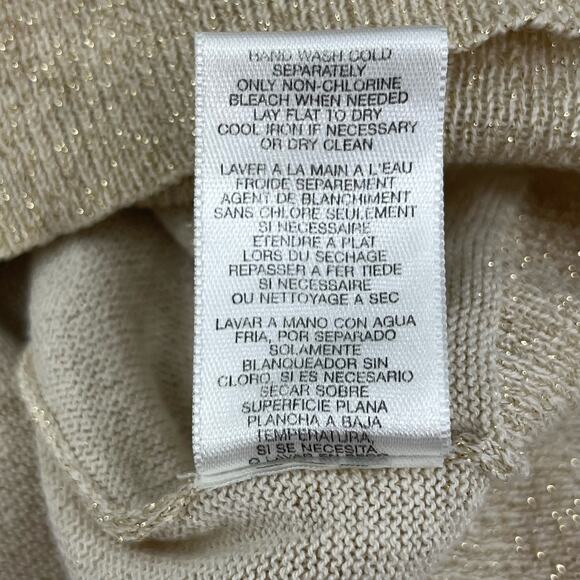 HAND WASH COLD
SEPARATELY
ONLY NON-CHLORINE
BLEACH WHEN NEEDED
LAY FLAT TO DRY
COOL IRON IF NECESSARY
OR DRY CLEAN
LAVER A LA MAIN A L'EAU
FROIDE SEPAREMENT
AGENT DE BLANCHIMENT
SANS CHLORE SEULEMENT
SI NECESSAIRE
ETENDRE A PLAT
LORS DU SECHAGE
REPASSER A FER TIEDE
SI NECESSAIRE
OU NETTOYAGE A SEC
LAVAR A MANO CON AGUA
FRIA, POR SEPARADO
SOLAMENTE
BLANQUEADOR SIN
CLORO, SI ES NECESARIO
SECAR SOBRE
SUPERFICIE PLANA
PLANCHA A BAJA
TEMPERATURA,
SI SE NECESITA
O LAVAR EN SECO